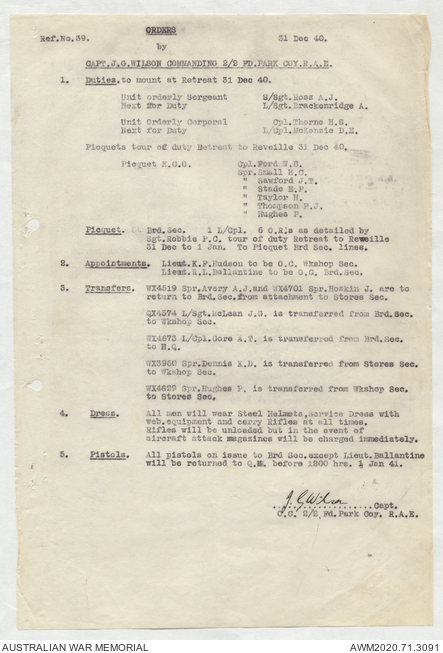 ORDERS
Ref.No.39. 31 Dec 40.
by
CAPT.J.G.WILSON COMMANDING 2/2 FD.PARK COY.R.A.E.
1. Duties.to mount at Retreat 31 Dec 40.
Unit orderly Sergeant S/Sgt.Ross A.J.
Next for Duty L/Sgt.Brackenridge A.
Unit Orderly Corporal Cpl.Thorne H.S.
Next for Duty L/Cpl.McKenzie D.E.
Picquets tour of duty Retreat to Reveille 31 Dec 40.
Picquet N.C.O. Cpl.Ford W.G.
Spr.Small H.C.
" Sawford J.T.
" Stade E.P.
" Taylor H.
" Thompson P.J.
" Hughes P.
Picquet. Brd.Sec. 1 L/Cpl. 6 O.R's as detailed by
Sgt.Robbie F.C. tour of duty Retreat to Reveille
31 Dec to 1 Jan. To Picquet Brd Sec. lines.
2. Appointments. Lieut.K.F.Hudson to be O.C. Wkshop Sec.
Lieut.R.L.Ballantine to be O.C. Brd.Sec.
3. Transfers. WX4519 Spr.Avery A.J.and WX4701 Spr.Hoskin J. are to
return to Brd.Sec.from attachment to Stores Sec.
QX4574 L/Sgt.McLean J.G. is transferred from Brd.Sec.
to Wkshop Sec.
WX4573 L/Cpl.Gore A.T. is transferred from Brd.Sec.
to H.Q.
WX3950 Spr.Dennis K.D. is transferred from Stores Sec
to Wkshop Sec.
WX4629 Spr.Hughes P. is transferred from Wkshop Sec
to Stores Sec.
4. Dress. All men will wear Steel Helmets,Service Dress with
web.equipment and carry Rifles at all times.
Rifles will be unloaded but in the event of
aircraft attack magazines will be charged immediately.
5. Pistols. All pistols on issue to Brd Sec.except Lieut.Ballantine
will be returned to Q.M. before 1200 hrs. 1 Jan 41.
J.G.Wilson
....................Capt.
O.C. 2/2 Fd.Park Coy. R.A.E.
AUSTRALIAN WAR MEMORIAL AWM2020.71.3091